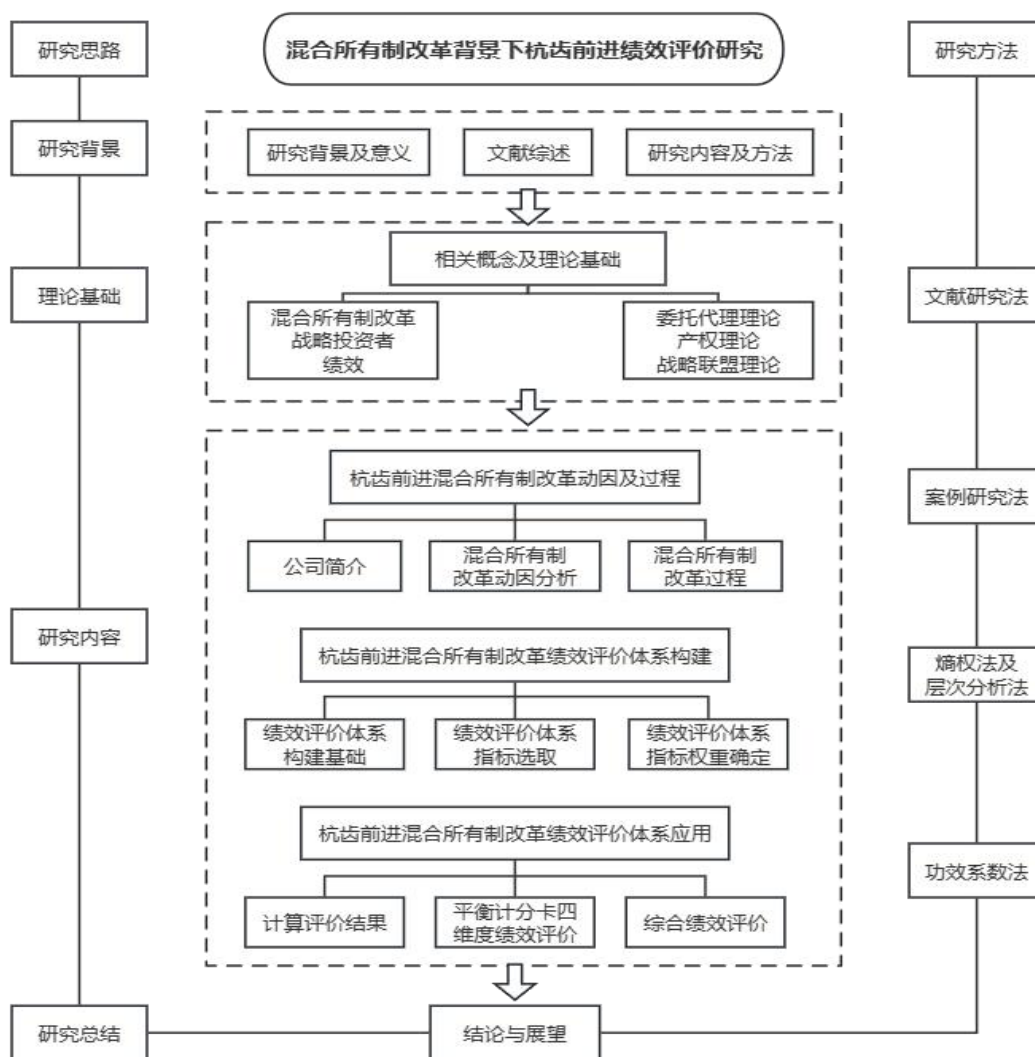 研究思路
混合所有制改革背景下杭齿前进绩效评价研究
研究方法
研究背景
研究背景及意义
文献综述
研究内容及方法
相关概念及理论基础
理论基础
混合所有制改革
战略投资者
绩效
委托代理理论
产权理论
战略联盟理论
文献研究法
杭齿前进混合所有制改革动因及过程
案例研究法
公司简介
混合所有制
改革动因分析
混合所有制
改革过程
研究内容
杭齿前进混合所有制改革绩效评价体系构建
熵权法及
层次分析法
绩效评价体系
构建基础
绩效评价体系
指标选取
绩效评价体系
指标权重确定
杭齿前进混合所有制改革绩效评价体系应用
功效系数法
计算评价结果
平衡计分卡四
维度绩效评价
综合绩效评价
研究总结
结论与展望